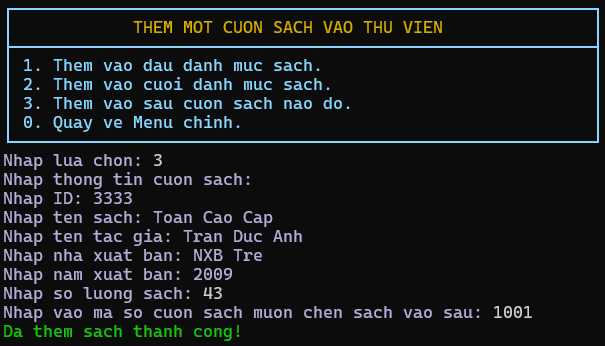 THEM MOT CUON SACH VAO THU VIEN
1. Them vao dau danh muc sach.
2. Them vao cuoi danh muc sach.
3. Them vao sau cuon sach nao do.
0. Quay ve Menu chinh.
Nhap lua chon: 3
Nhap thong tin cuon sach:
Nhap ID: 3333
Nhap ten sach: Toan Cao Cap
Nhap ten tac gia: Tran Duc Anh
Nhap nha xuat ban: NXB Tre
Nhap nam xuat ban: 2009
Nhap so luong sach: 43
Nhap vao ma so cuon sach muon chen sach vao sau: 1001
Da them sach thanh cong!